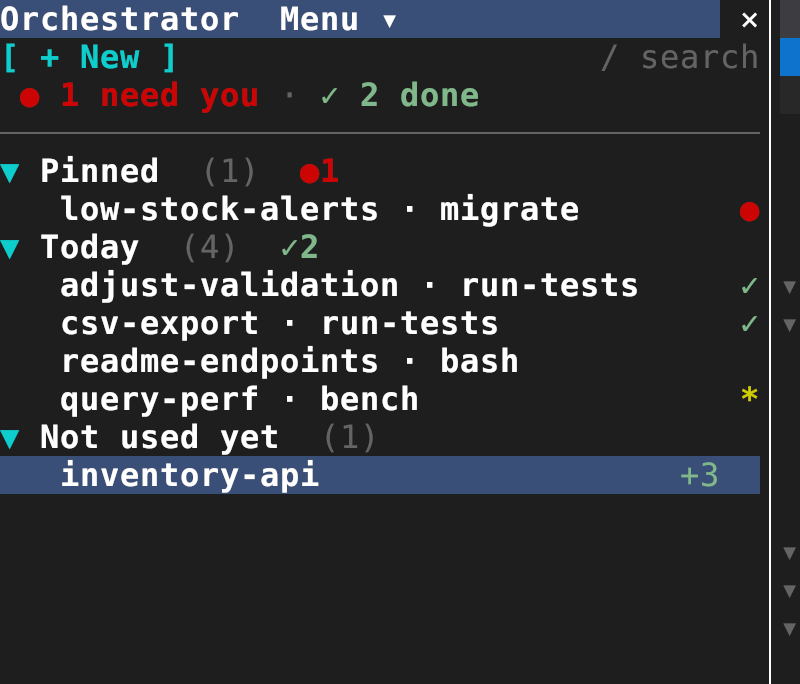 Orchestrator  Menu ▾  ×
[ + New ]  / search
● 1 need you · ✓ 2 done
▼ Pinned  (1)  ●1
low-stock-alerts · migrate  ●
▼ Today  (4)  ✓2
adjust-validation · run-tests  ✓
csv-export · run-tests  ✓
readme-endpoints · bash
query-perf · bench  *
▼ Not used yet  (1)
inventory-api  +3